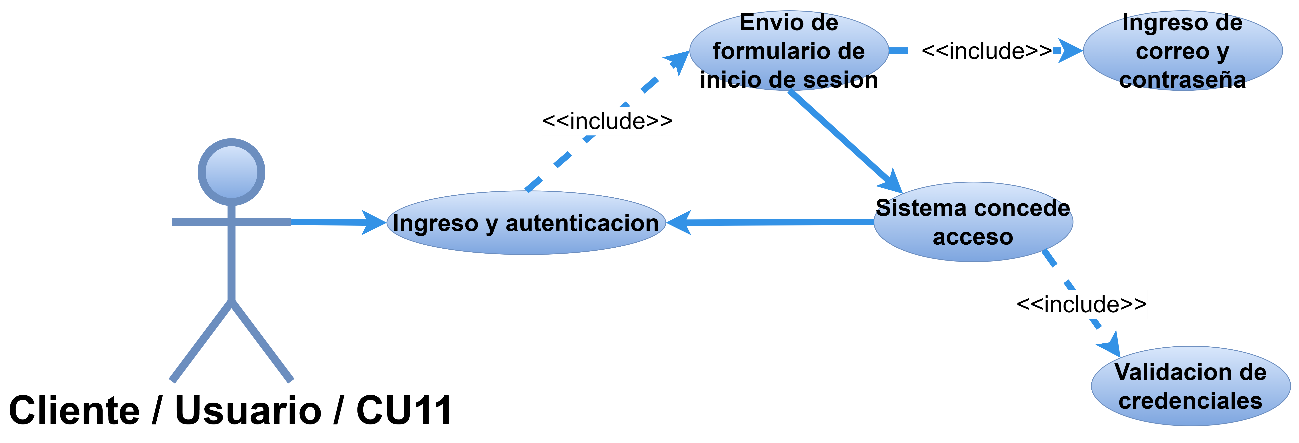 Envio de
formulario de
inicio de sesion
<<include>>
Ingreso de
correo y
contraseña
<<include>>
Ingreso y autenticacion
Sistema concede
acceso
<<include>>
Validacion de
credenciales
Cliente / Usuario / CU11